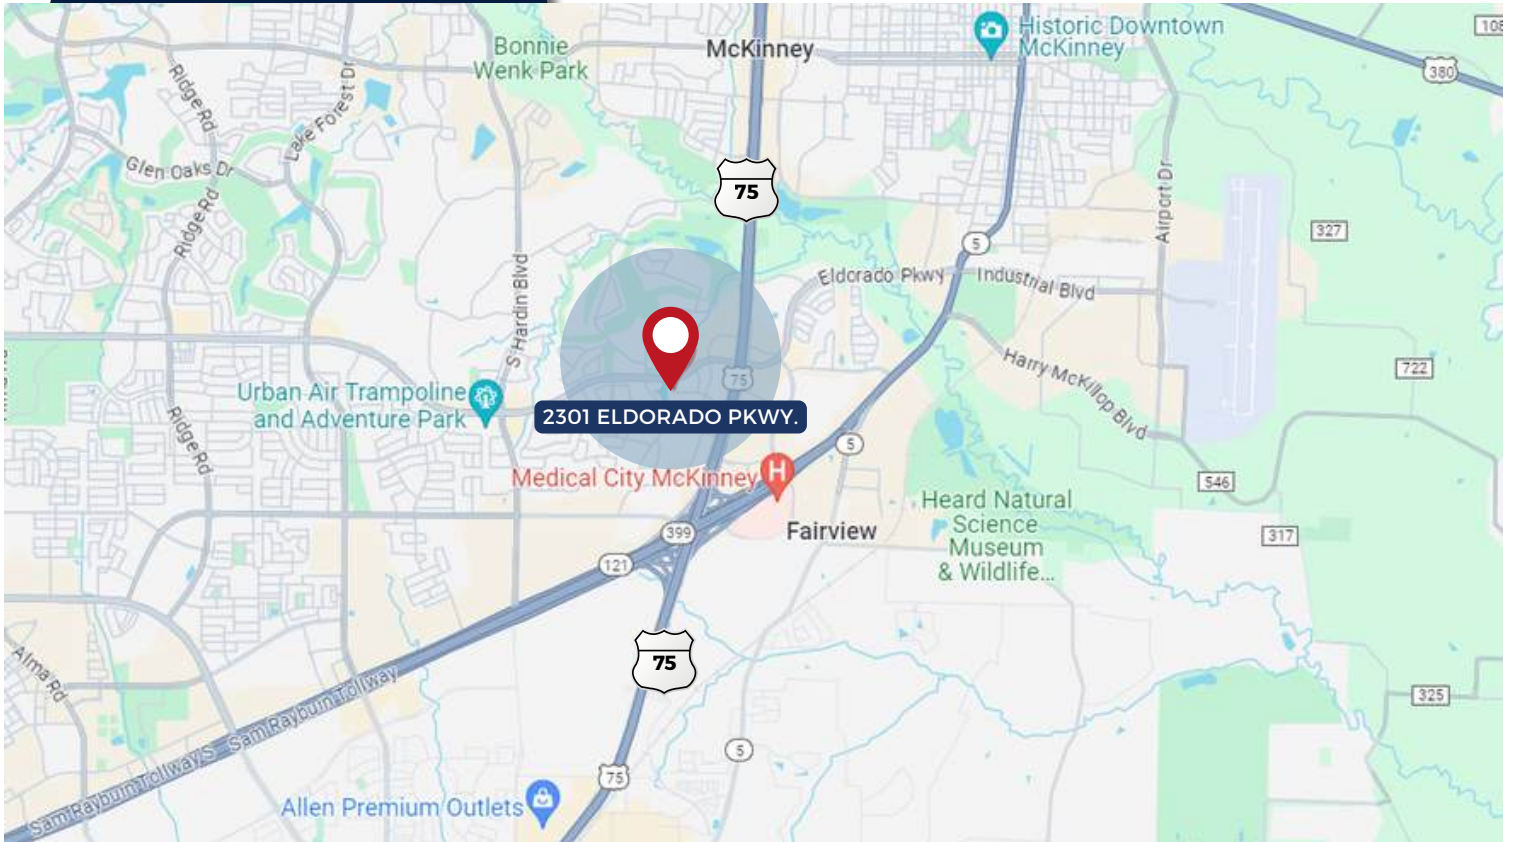 Bonnie
Wenk Park
McKinney
Historic Downtown
McKinney
108
380
Ridge Rd
Lake Forest Dr
Glen Oaks Dr
Ridge Rd
75
Airport Dr
327
5
S Hardin Blvd
Eldorado Pkwy
Industrial Blvd
Harry McKillop Blvd
722
75
Urban Air Trampoline
and Adventure Park
2301 ELDORADO PKWY.
Ridge Rd
5
Medical City McKinney
H
546
Heard Natural
Science
Museum
& Wildlife...
399
Fairview
317
121
75
Alma Rd
Sam Rayburn Tollway
325
Sam Rayburn Tollway S
5
75
Allen Premium Outlets